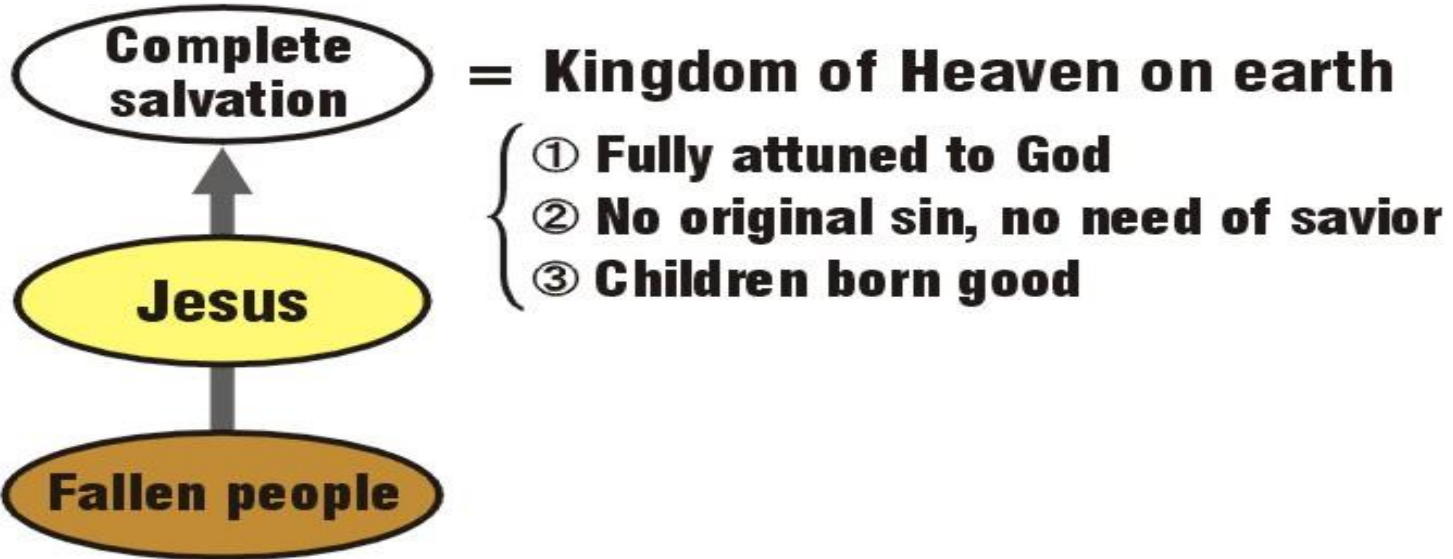 Complete
salvation
= Kingdom of Heaven on earth
① Fully attuned to God
② No original sin, no need of savior
③ Children born good
Jesus
Fallen people